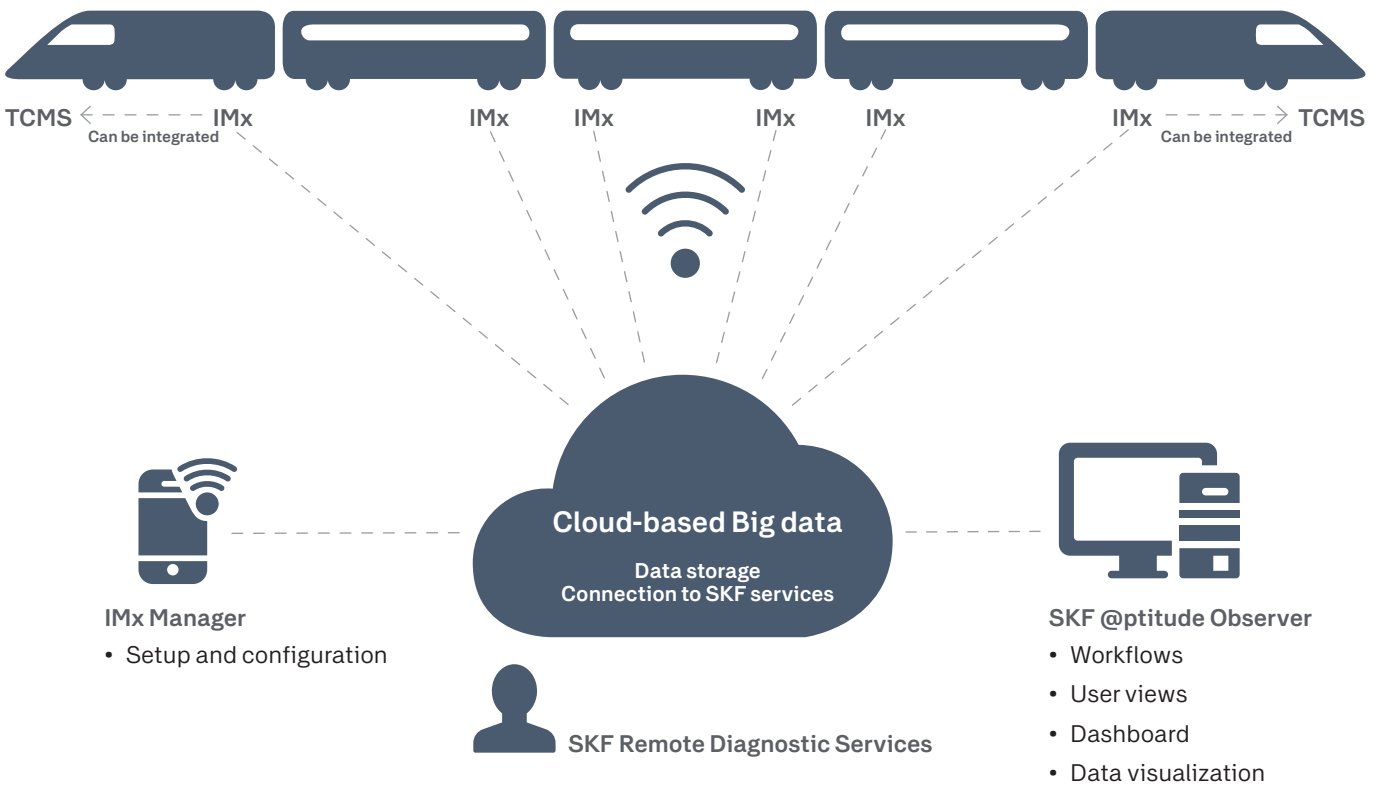 TCMS
IMx
IMx
IMx
IMx
IMx
IMx
TCMS
Can be integrated
Can be integrated
Cloud-based Big data
Data storage
Connection to SKF services
IMx Manager
• Setup and configuration
SKF @ptitude Observer
• Workflows
• User views
• Dashboard
• Data visualization
SKF Remote Diagnostic Services